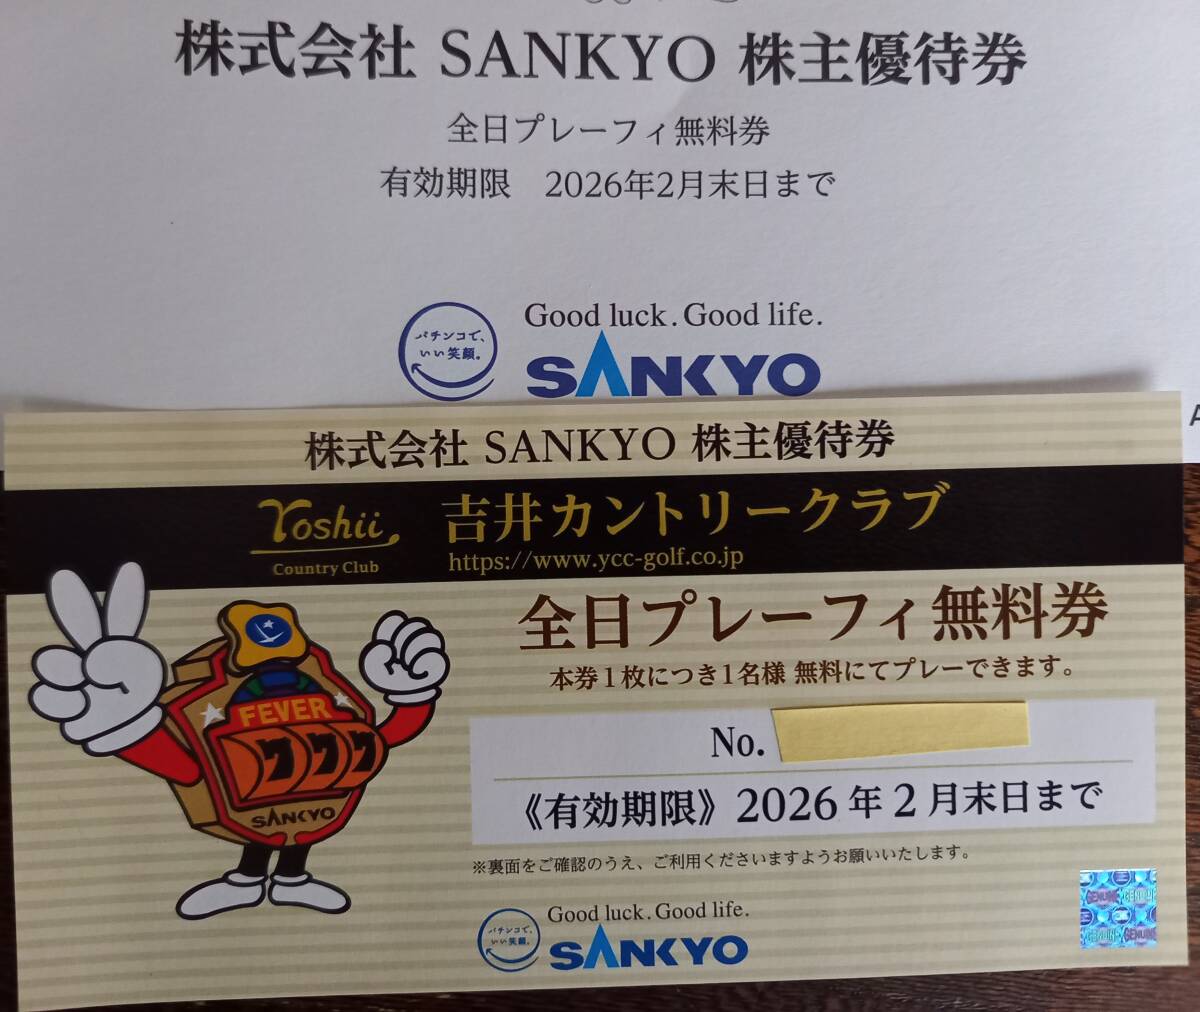 株式会社 SANKYO 株主優待券
全日プレーフィ無料券
有効期限 2026年2月末日まで
パチンコで、
いい笑顔。
Good luck. Good life.
SANKYO
A
株式会社 SANKYO 株主優待券
Yoshii
Country Club
吉井カントリークラブ
https://www.ycc-golf.co.jp
全日プレーフィ無料券
本券1枚につき1名様 無料にてプレーできます。
FEVER
777
SANKYO
No.
《有効期限》2026年2月末日まで
※裏面をご確認のうえ、ご利用くださいますようお願いいたします。
パチンコで、
いい笑顔。
Good luck. Good life.
SANKYO
GENUINE
GENUINE